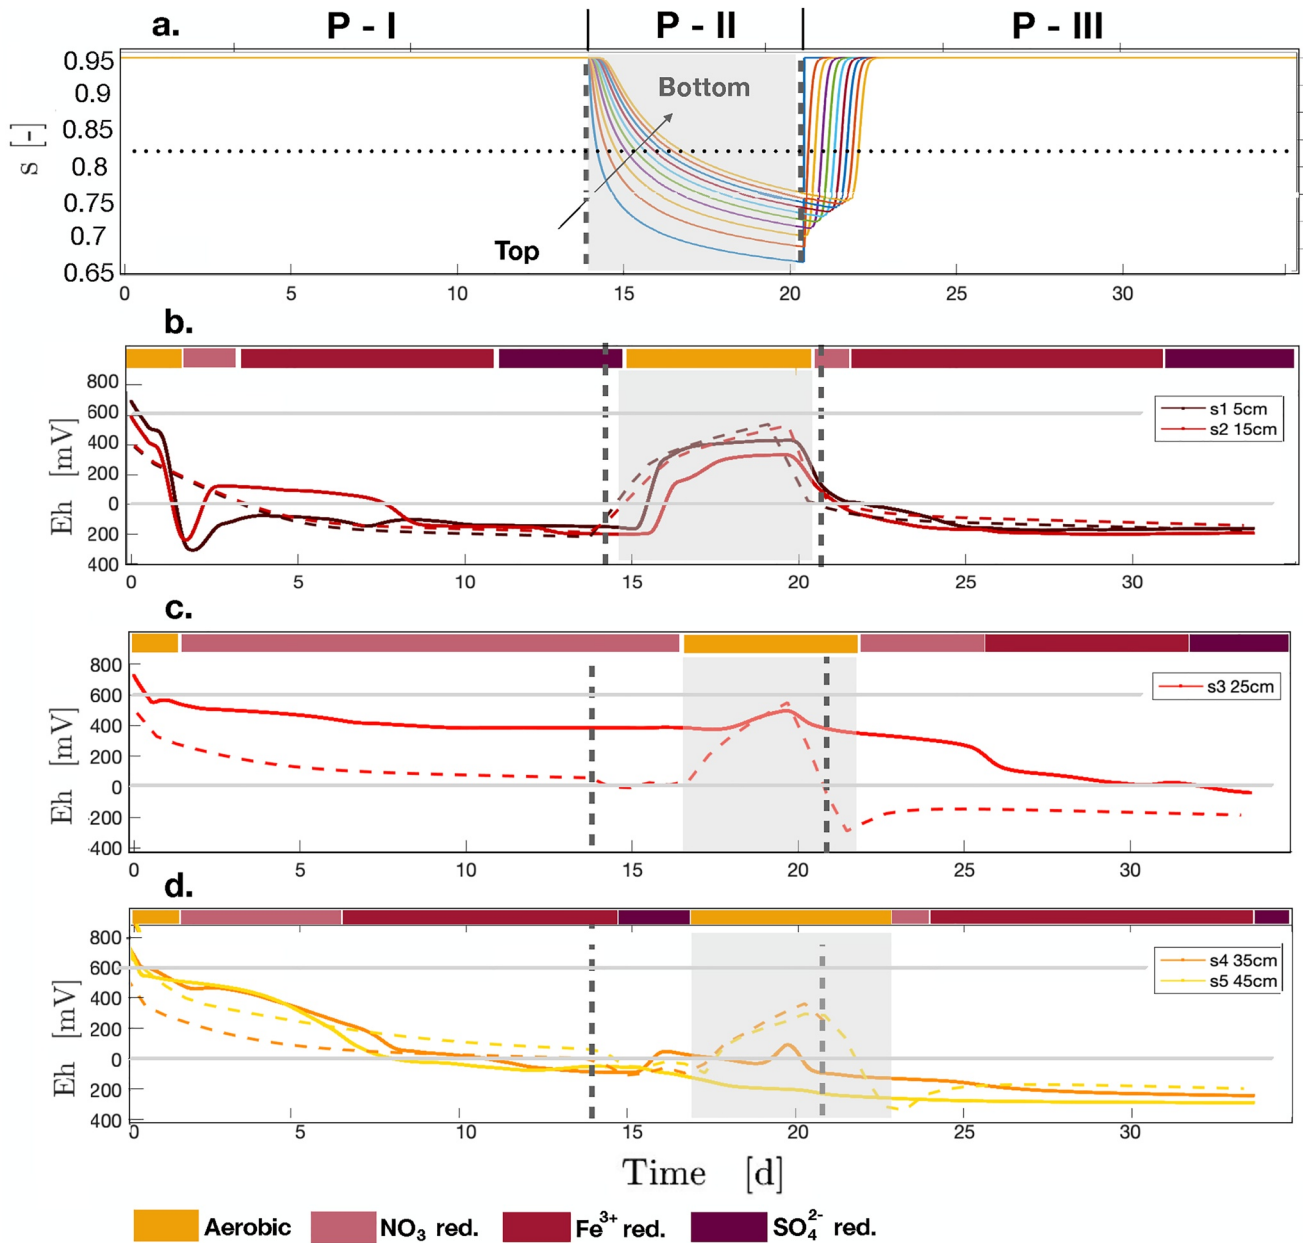 a.
P - I
P - II
P - III
0.95
0.9
0.85
0.8
0.75
0.7
0.65
s [-]
Bottom
Top
0 5 10 15 20 25 30
b.
800
600
400
200
0
200
400
Eh [mV]
s1 5cm
s2 15cm
0 5 10 15 20 25 30
c.
800
600
400
200
0
-200
-400
Eh [mV]
s3 25cm
0 5 10 15 20 25 30
d.
800
600
400
200
0
200
400
Eh [mV]
s4 35cm
s5 45cm
0 5 10 15 20 25 30
Time [d]
Aerobic
NO₃ red.
Fe³⁺ red.
SO₄²⁻ red.